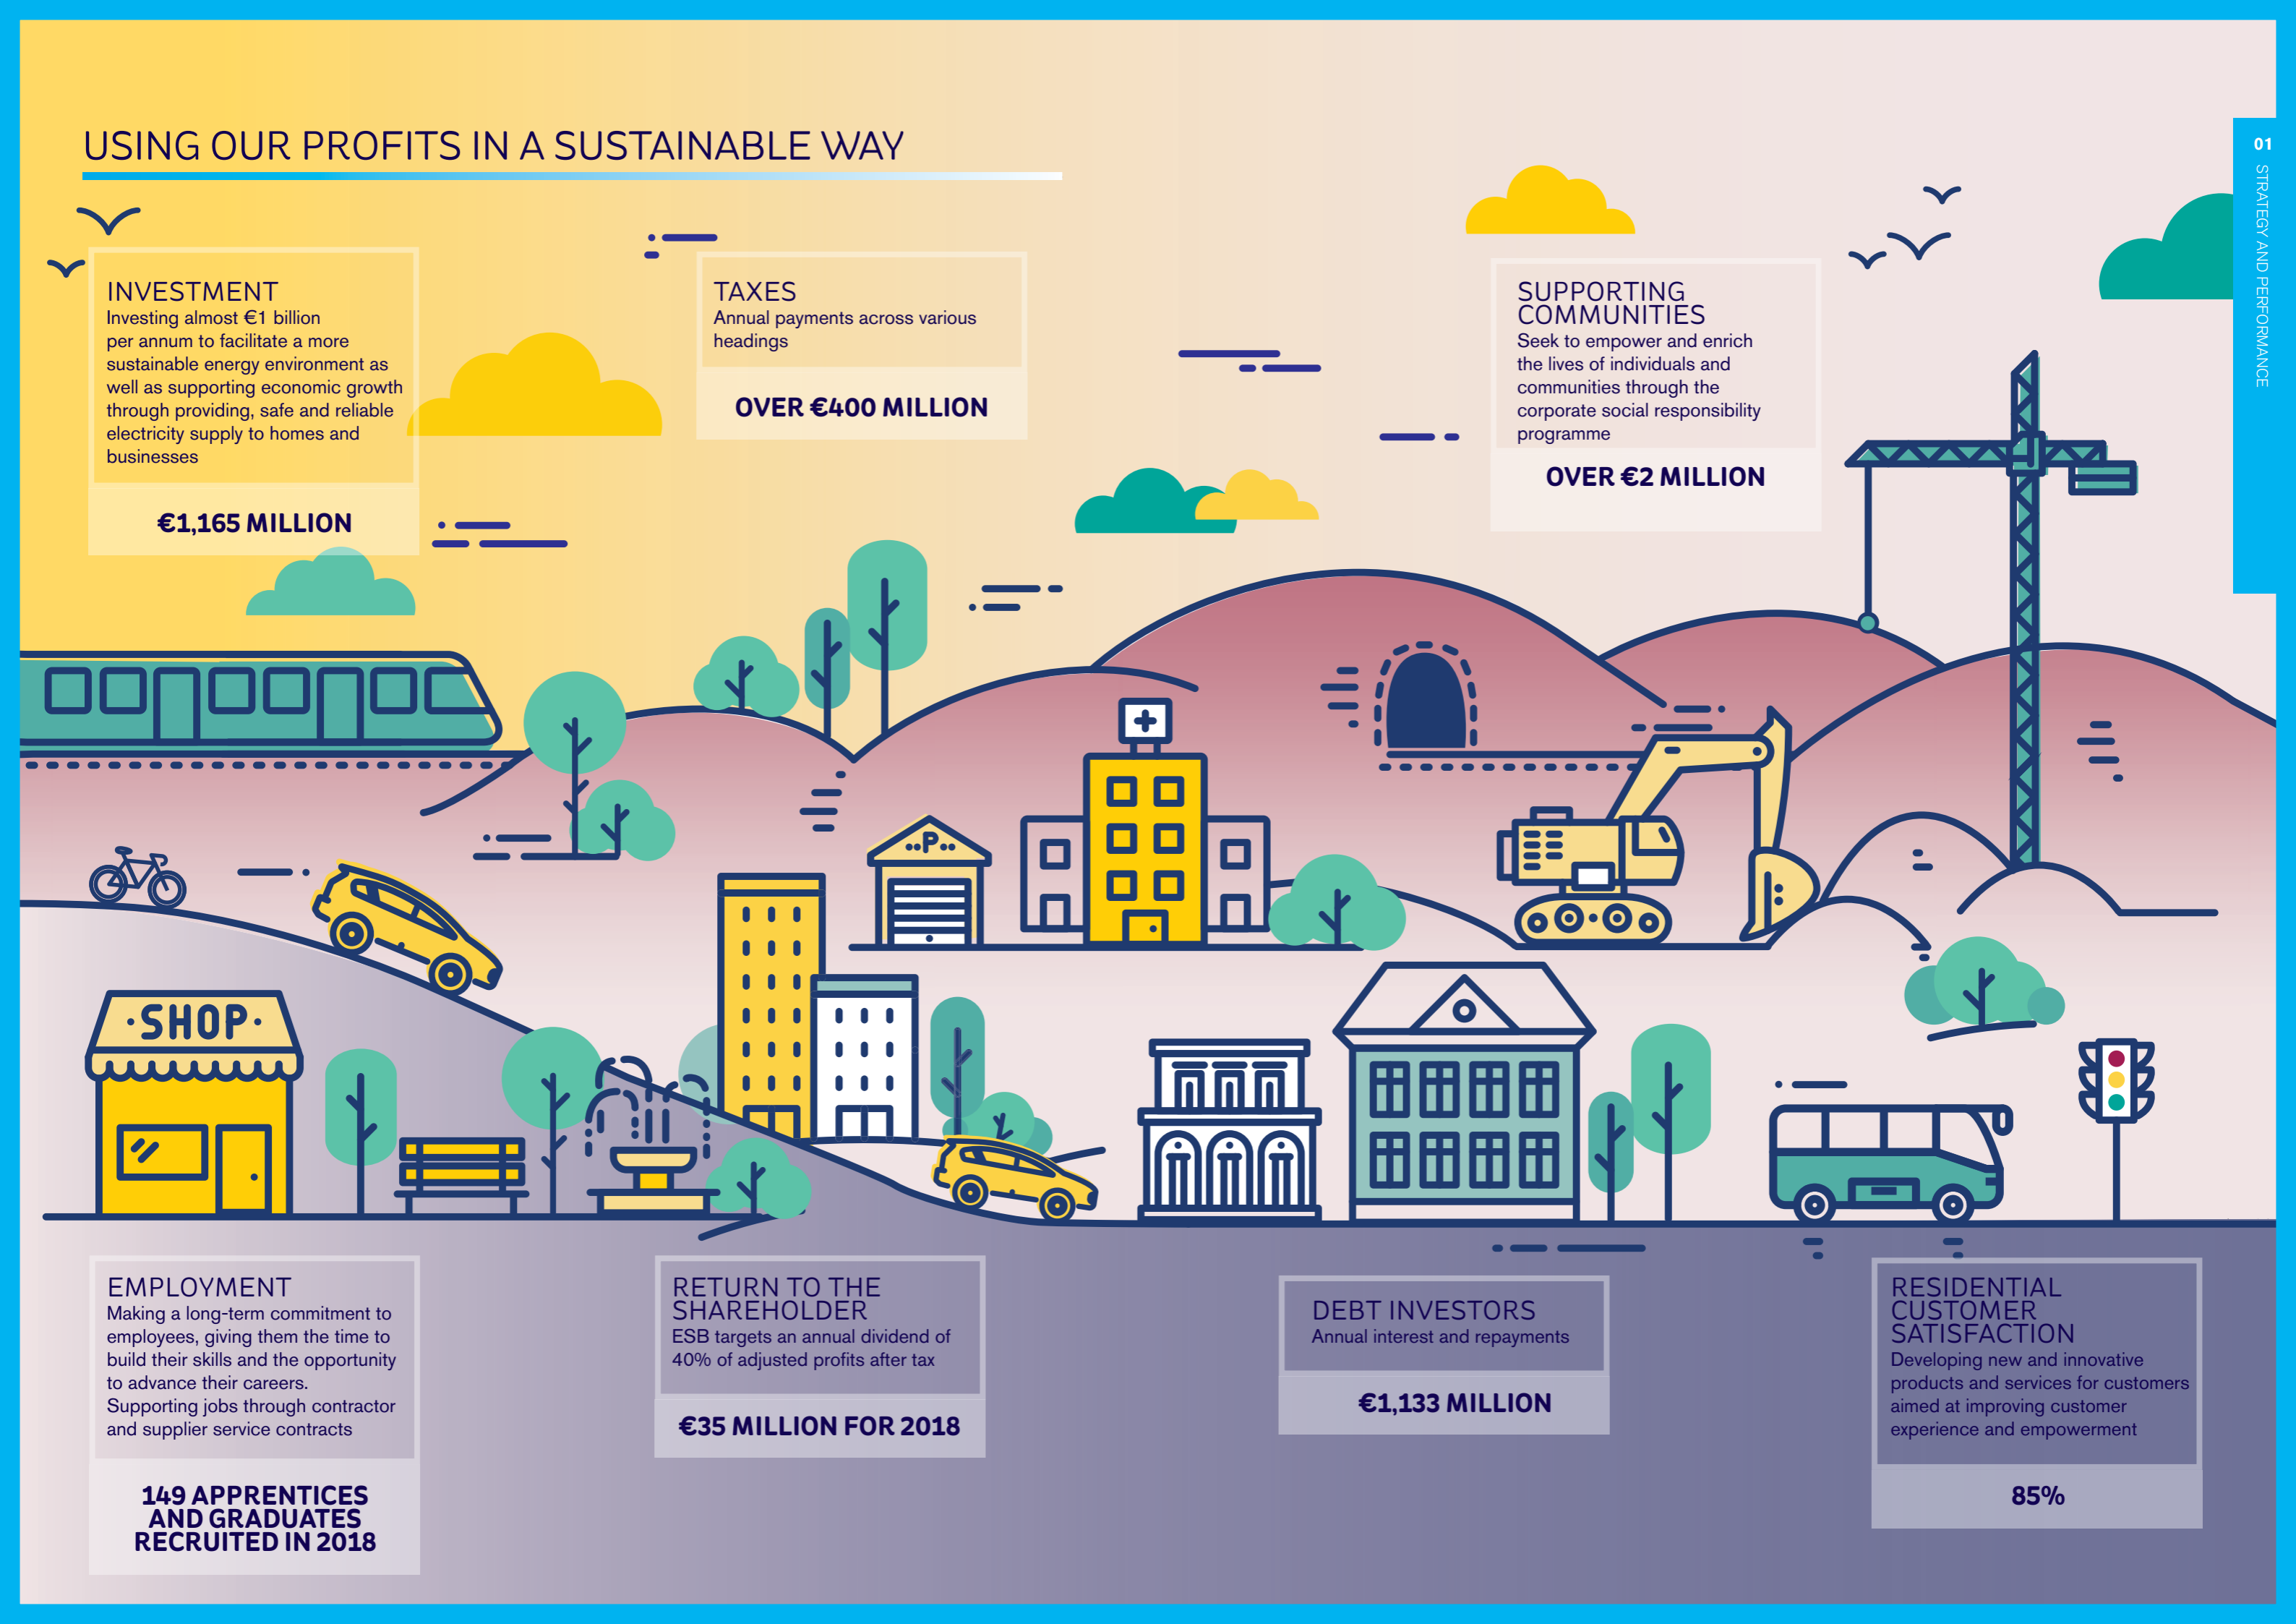 USING OUR PROFITS IN A SUSTAINABLE WAY
01
STRATEGY AND PERFORMANCE
INVESTMENT
Investing almost €1 billion
per annum to facilitate a more
sustainable energy environment as
well as supporting economic growth
through providing, safe and reliable
electricity supply to homes and
businesses
€1,165 MILLION
TAXES
Annual payments across various
headings
OVER €400 MILLION
SUPPORTING
COMMUNITIES
Seek to empower and enrich
the lives of individuals and
communities through the
corporate social responsibility
programme
OVER €2 MILLION
P
SHOP
EMPLOYMENT
Making a long-term commitment to
employees, giving them the time to
build their skills and the opportunity
to advance their careers.
Supporting jobs through contractor
and supplier service contracts
149 APPRENTICES
AND GRADUATES
RECRUITED IN 2018
RETURN TO THE
SHAREHOLDER
ESB targets an annual dividend of
40% of adjusted profits after tax
€35 MILLION FOR 2018
DEBT INVESTORS
Annual interest and repayments
€1,133 MILLION
RESIDENTIAL
CUSTOMER
SATISFACTION
Developing new and innovative
products and services for customers
aimed at improving customer
experience and empowerment
85%